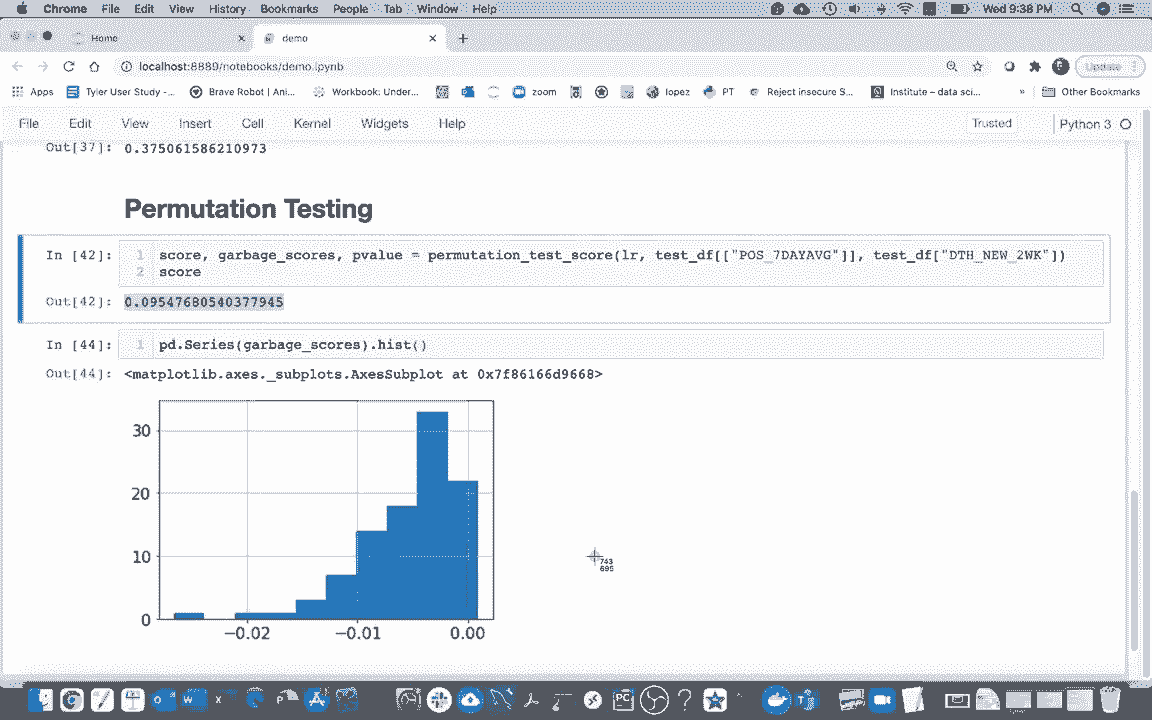 Chrome File Edit View History Bookmarks People Tab Window Help Wed 9:38 PM
Home demo
localhost:8889/notebooks/demo.ipynb Update
Apps Tyler User Study -... Brave Robot | Ani... Workbook: Under... zoom lopez PT Reject insecure S... Institute – data sci... » Other Bookmarks
File Edit View Insert Cell Kernel Widgets Help Trusted Python 3
Out[37]: 0.375061586210973
Permutation Testing
In [42]: 1 score, garbage_scores, pvalue = permutation_test_score(lr, test_df[["POS_7DAYAVG"]], test_df["DTH_NEW_2WK"])
2 score
Out[42]: 0.09547680540377945
In [44]: 1 pd.Series(garbage_scores).hist()
Out[44]: <matplotlib.axes._subplots.AxesSubplot at 0x7f86166d9668>
30
20
10
0
−0.02 −0.01 0.00
743
695